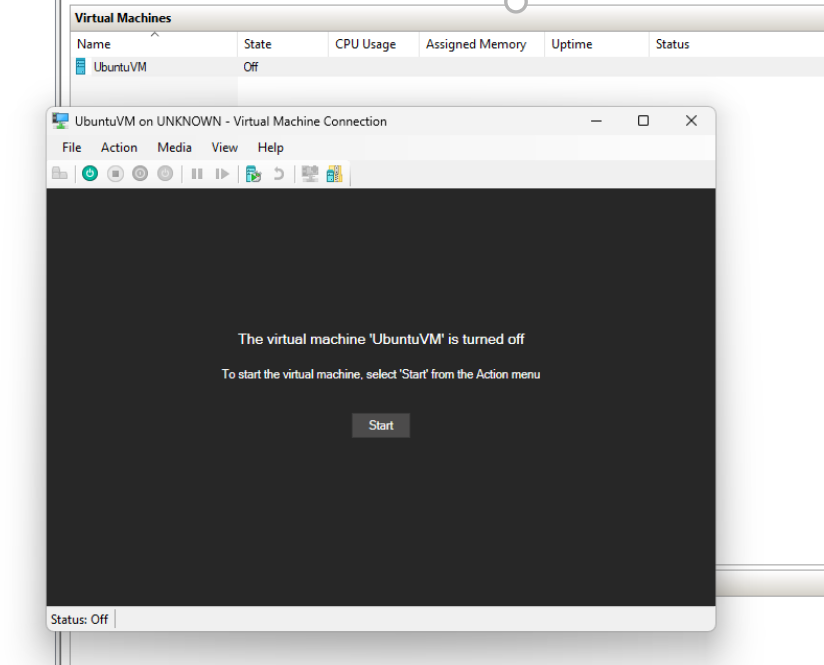 Virtual Machines
Name State CPU Usage Assigned Memory Uptime Status
UbuntuVM Off
UbuntuVM on UNKNOWN - Virtual Machine Connection
File Action Media View Help
The virtual machine 'UbuntuVM' is turned off
To start the virtual machine, select 'Start' from the Action menu
Start
Status: Off